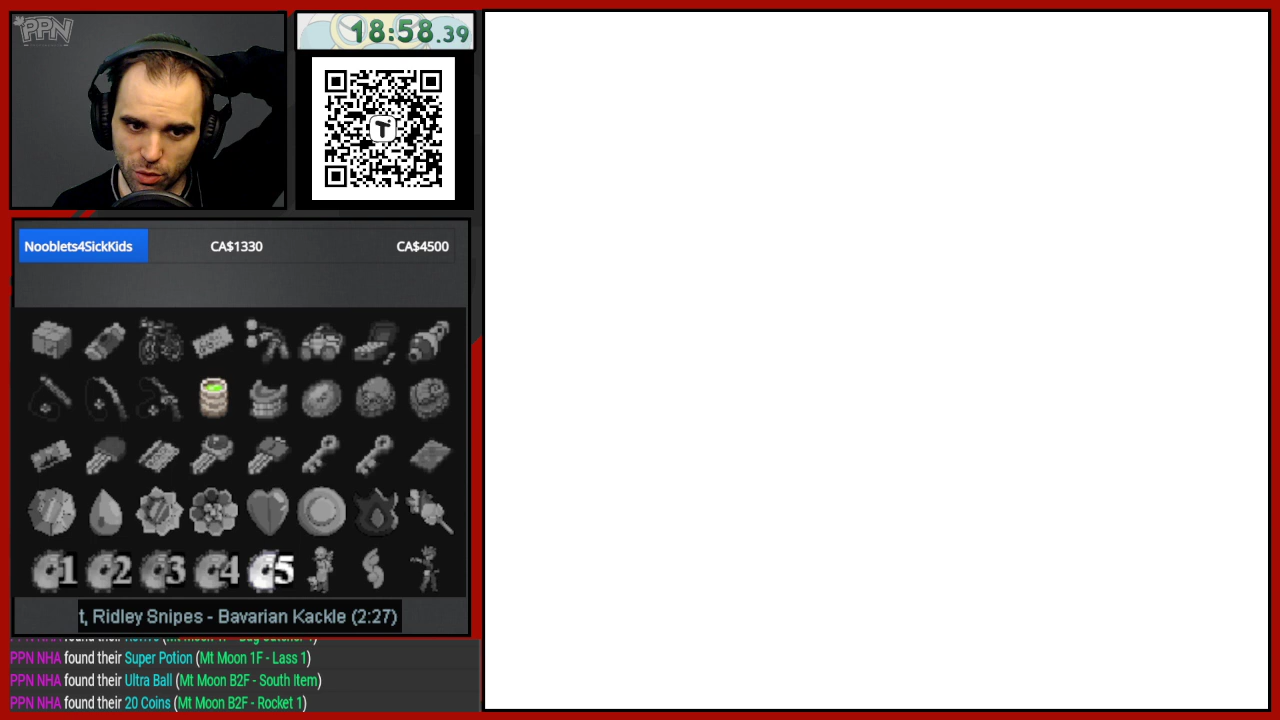 PPN
18:58.39
T
Nooblets4SickKids CA$1330 CA$4500
1 2 3 4 5
t, Ridley Snipes - Bavarian Kackle (2:27)
PPN NHA found their Super Potion (Mt Moon 1F - Lass 1)
PPN NHA found their Ultra Ball (Mt Moon B2F - South Item)
PPN NHA found their 20 Coins (Mt Moon B2F - Rocket 1)